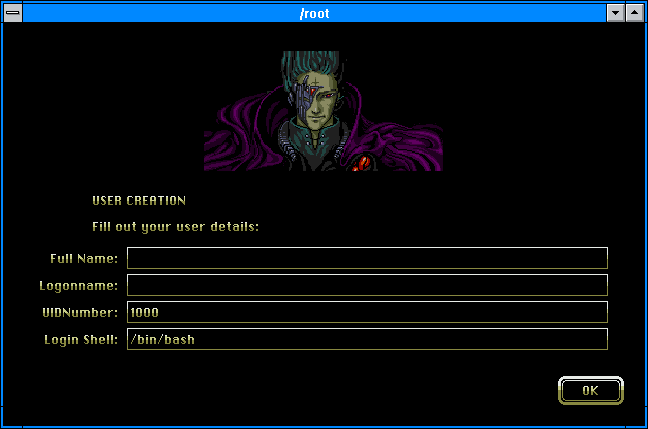 /root
USER CREATION
Fill out your user details:
Full Name:
Logonname:
UIDNumber: 1000
Login Shell: /bin/bash
OK